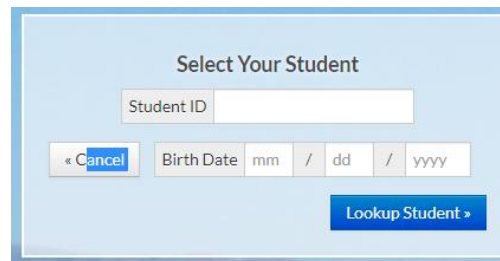 Select Your Student
Student ID
« Cancel Birth Date mm / dd / yyyy
Lookup Student »